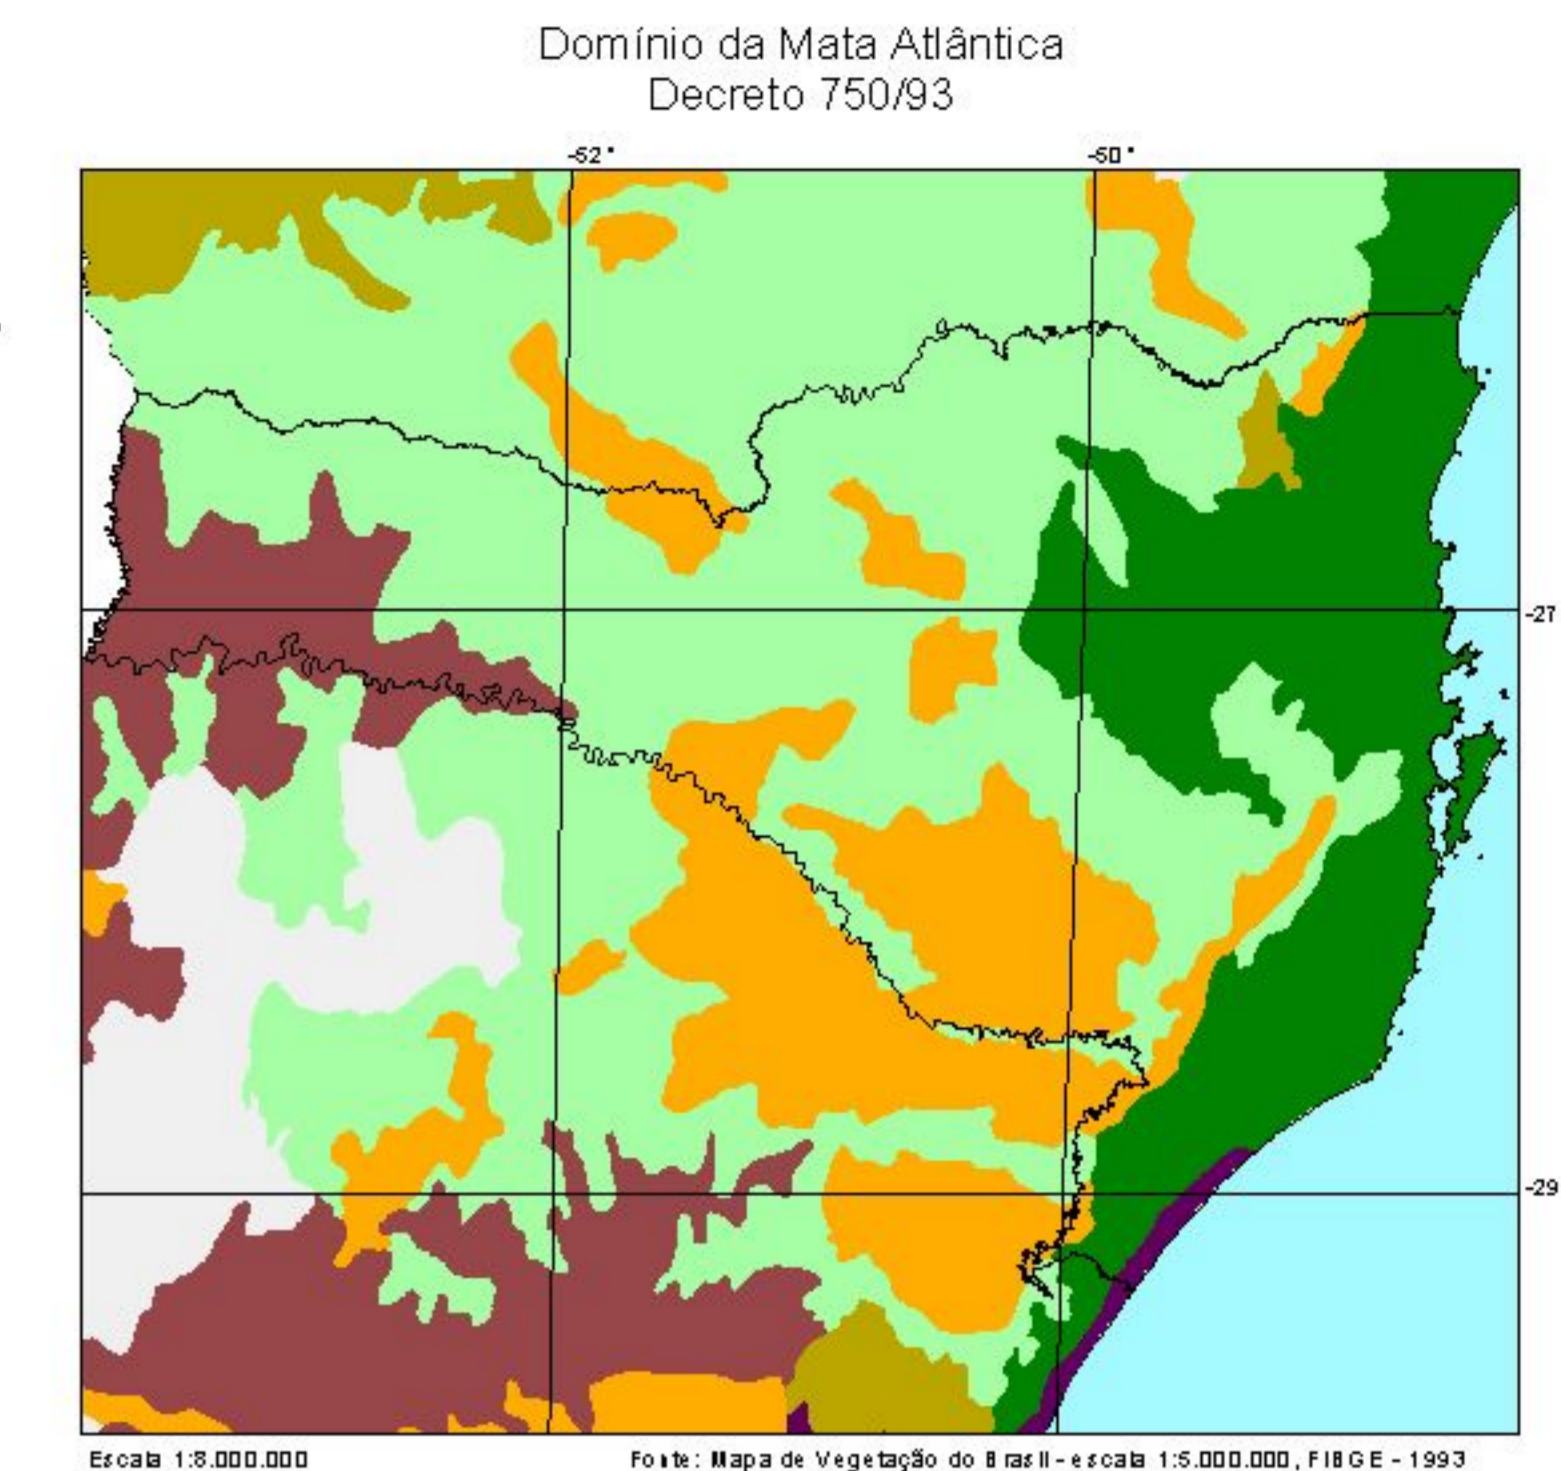 Domínio da Mata Atlântica
Decreto 750/93
-52°
-50°
-27
-29
Escala 1:8.000.000
Fonte: Mapa de Vegetação do Brasil - escala 1:5.000.000, FIBGE - 1993